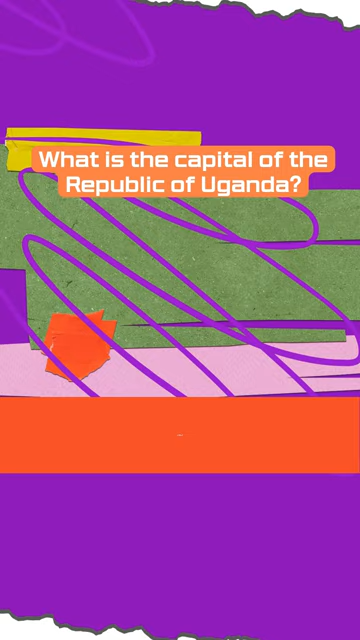 What is the capital of the
Republic of Uganda?